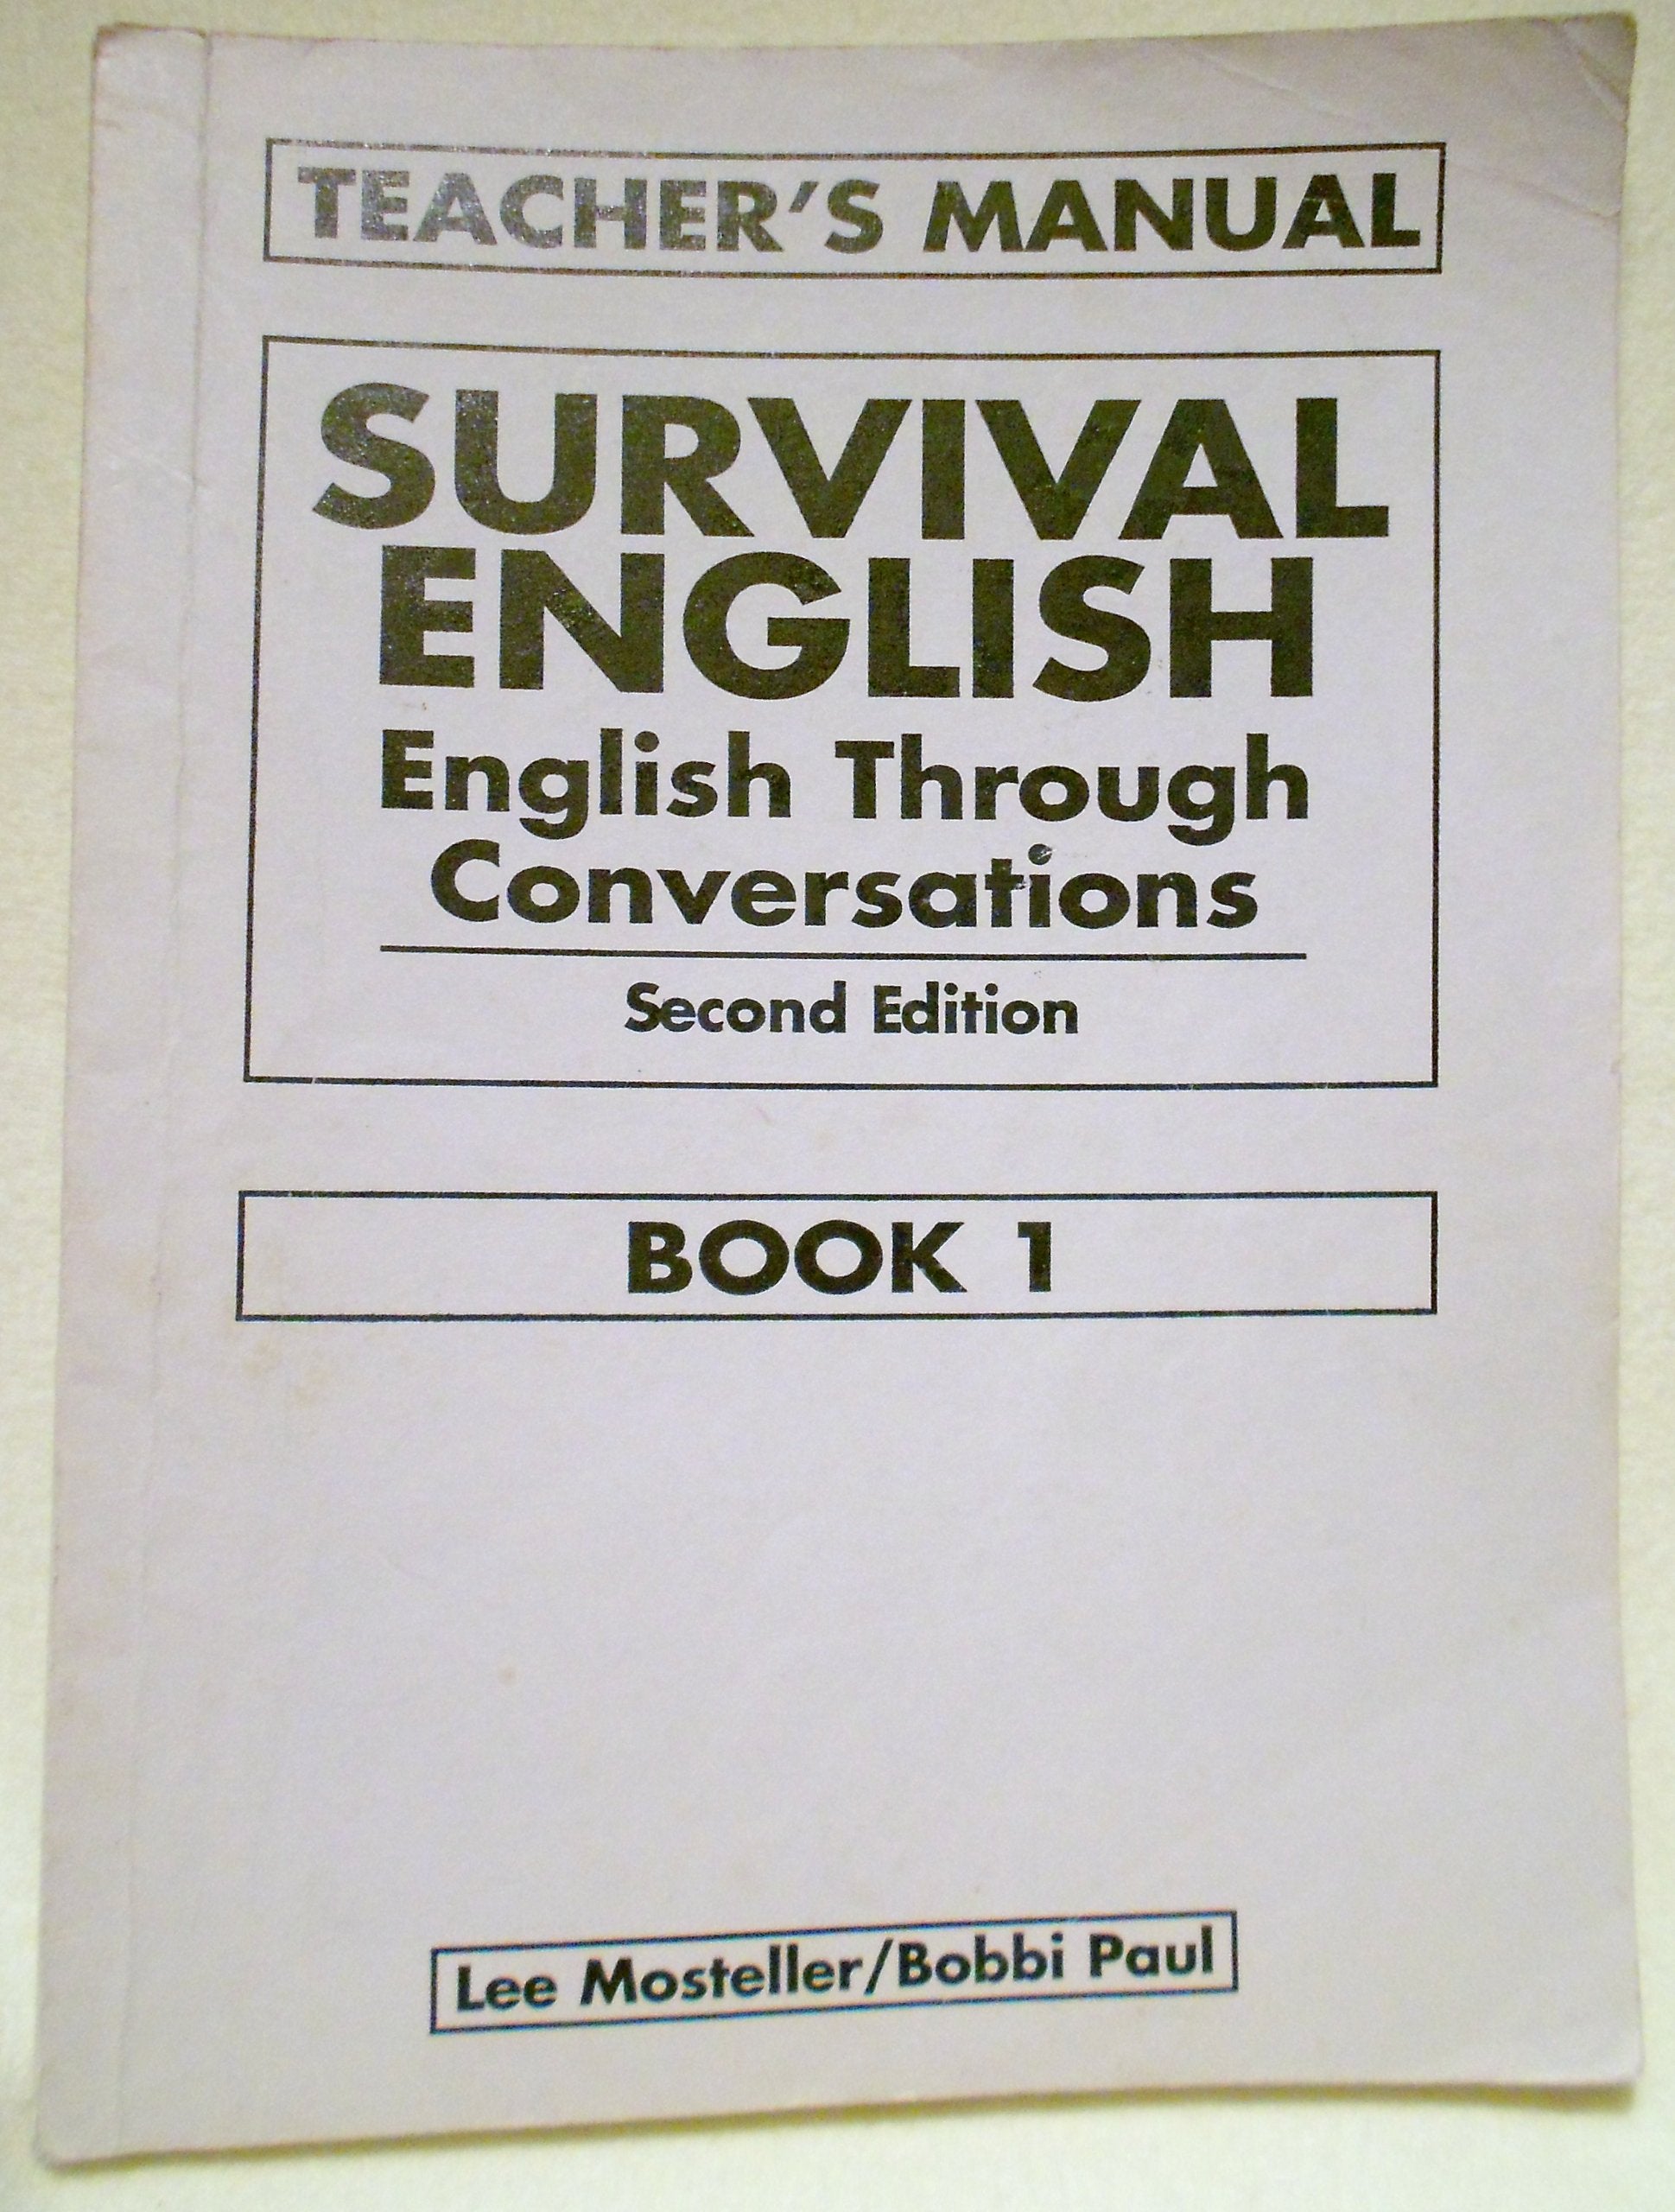 TEACHER'S MANUAL
SURVIVAL
ENGLISH
English Through
Conversations
Second Edition
BOOK 1
Lee Mosteller/Bobbi Paul